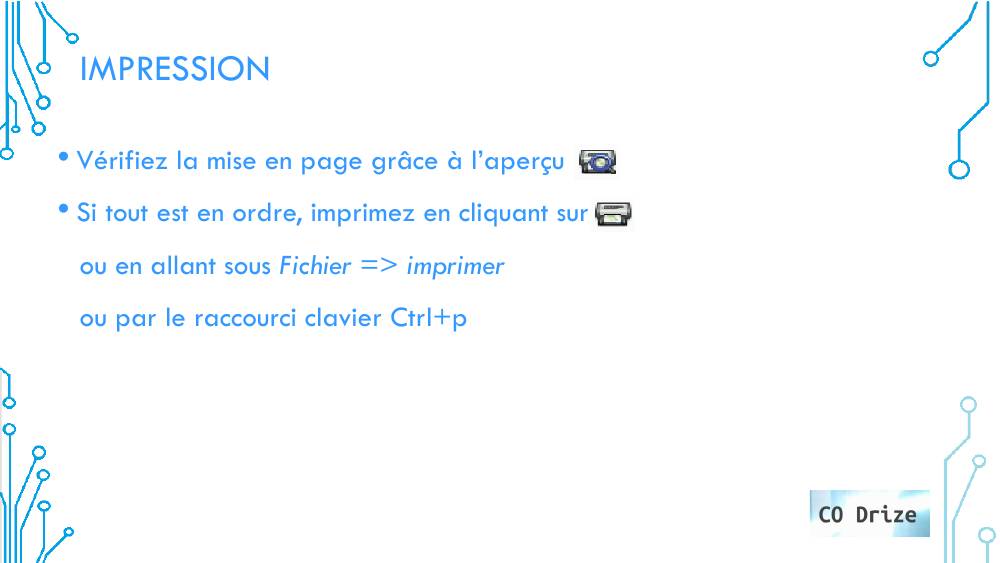 IMPRESSION
• Vérifiez la mise en page grâce à l’aperçu
• Si tout est en ordre, imprimez en cliquant sur
ou en allant sous Fichier => imprimer
ou par le raccourci clavier Ctrl+p
CO Drize